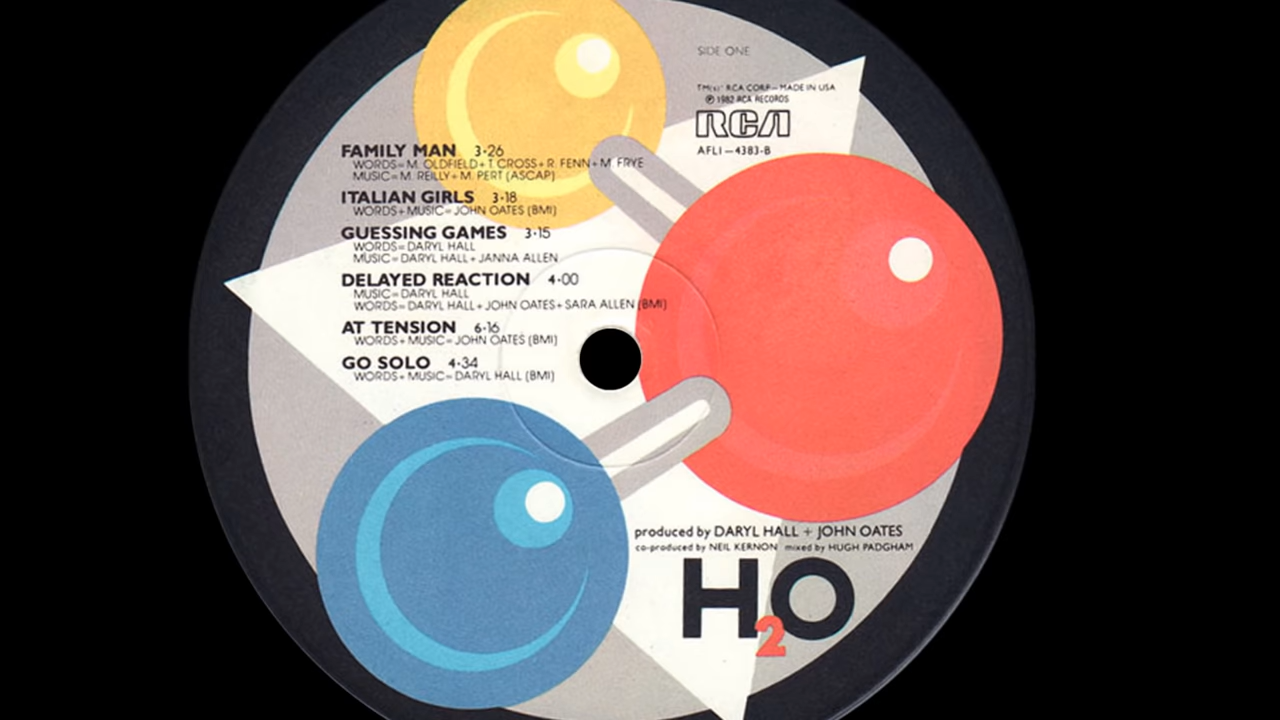 SIDE ONE
TM(s)® RCA CORP—MADE IN USA
℗ 1982 RCA RECORDS
RCA
AFLI—4383-B
FAMILY MAN 3•26
WORDS=M. OLDFIELD+T. CROSS+R. FENN+M. FRYE
MUSIC=M. REILLY+M. PERT (ASCAP)
ITALIAN GIRLS 3•18
WORDS+MUSIC=JOHN OATES (BMI)
GUESSING GAMES 3•15
WORDS=DARYL HALL
MUSIC=DARYL HALL+JANNA ALLEN
DELAYED REACTION 4•00
MUSIC=DARYL HALL
WORDS=DARYL HALL+JOHN OATES+SARA ALLEN (BMI)
AT TENSION 6•16
WORDS+MUSIC=JOHN OATES (BMI)
GO SOLO 4•34
WORDS+MUSIC=DARYL HALL (BMI)
produced by DARYL HALL + JOHN OATES
co-produced by NEIL KERNON mixed by HUGH PADGHAM
H2O